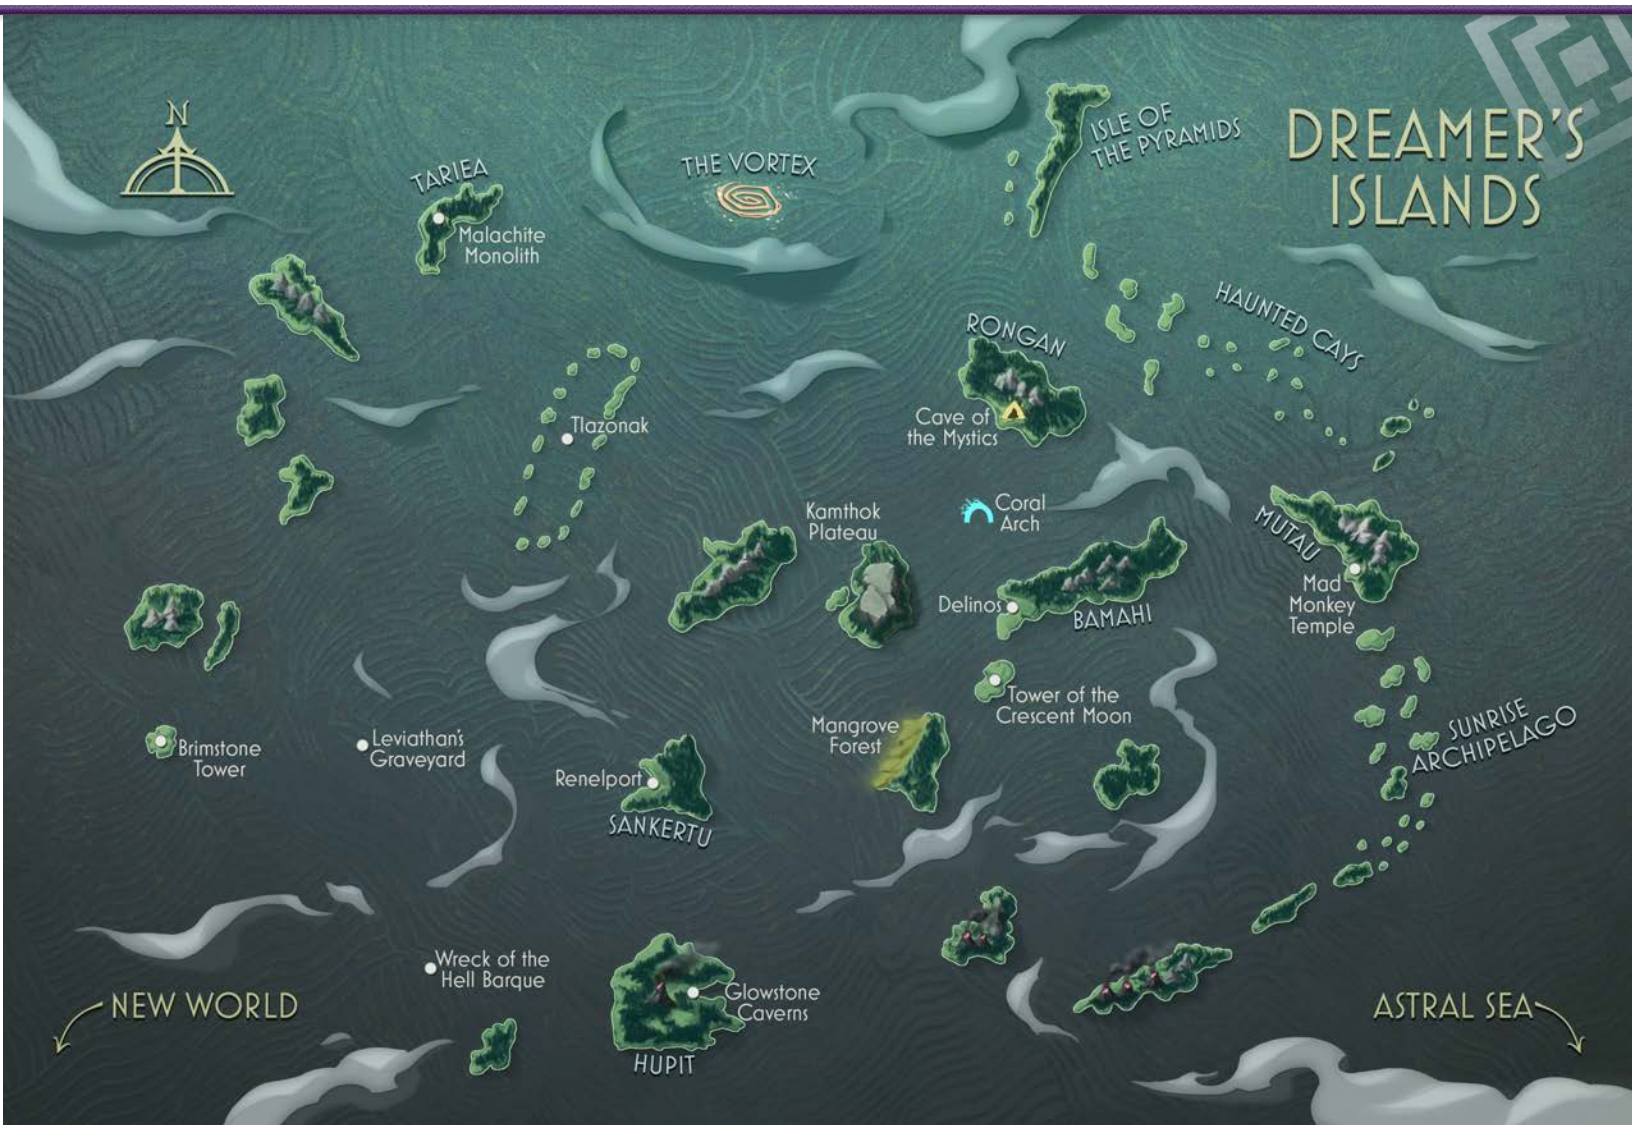 N
DREAMER'S
ISLANDS
ISLE OF
THE PYRAMIDS
THE VORTEX
TARIEA
Malachite
Monolith
HAUNTED CAYS
RONGAN
Cave of
the Mystics
Tlazonak
Coral
Arch
Kamthok
Plateau
MUTAU
Mad
Monkey
Temple
Delinos
BAMAHI
Tower of the
Crescent Moon
Mangrove
Forest
SUNRISE
ARCHIPELAGO
Brimstone
Tower
Leviathan's
Graveyard
Renelport
SANKERTU
Wreck of the
Hell Barque
Glowstone
Caverns
HUPIT
NEW WORLD
ASTRAL SEA